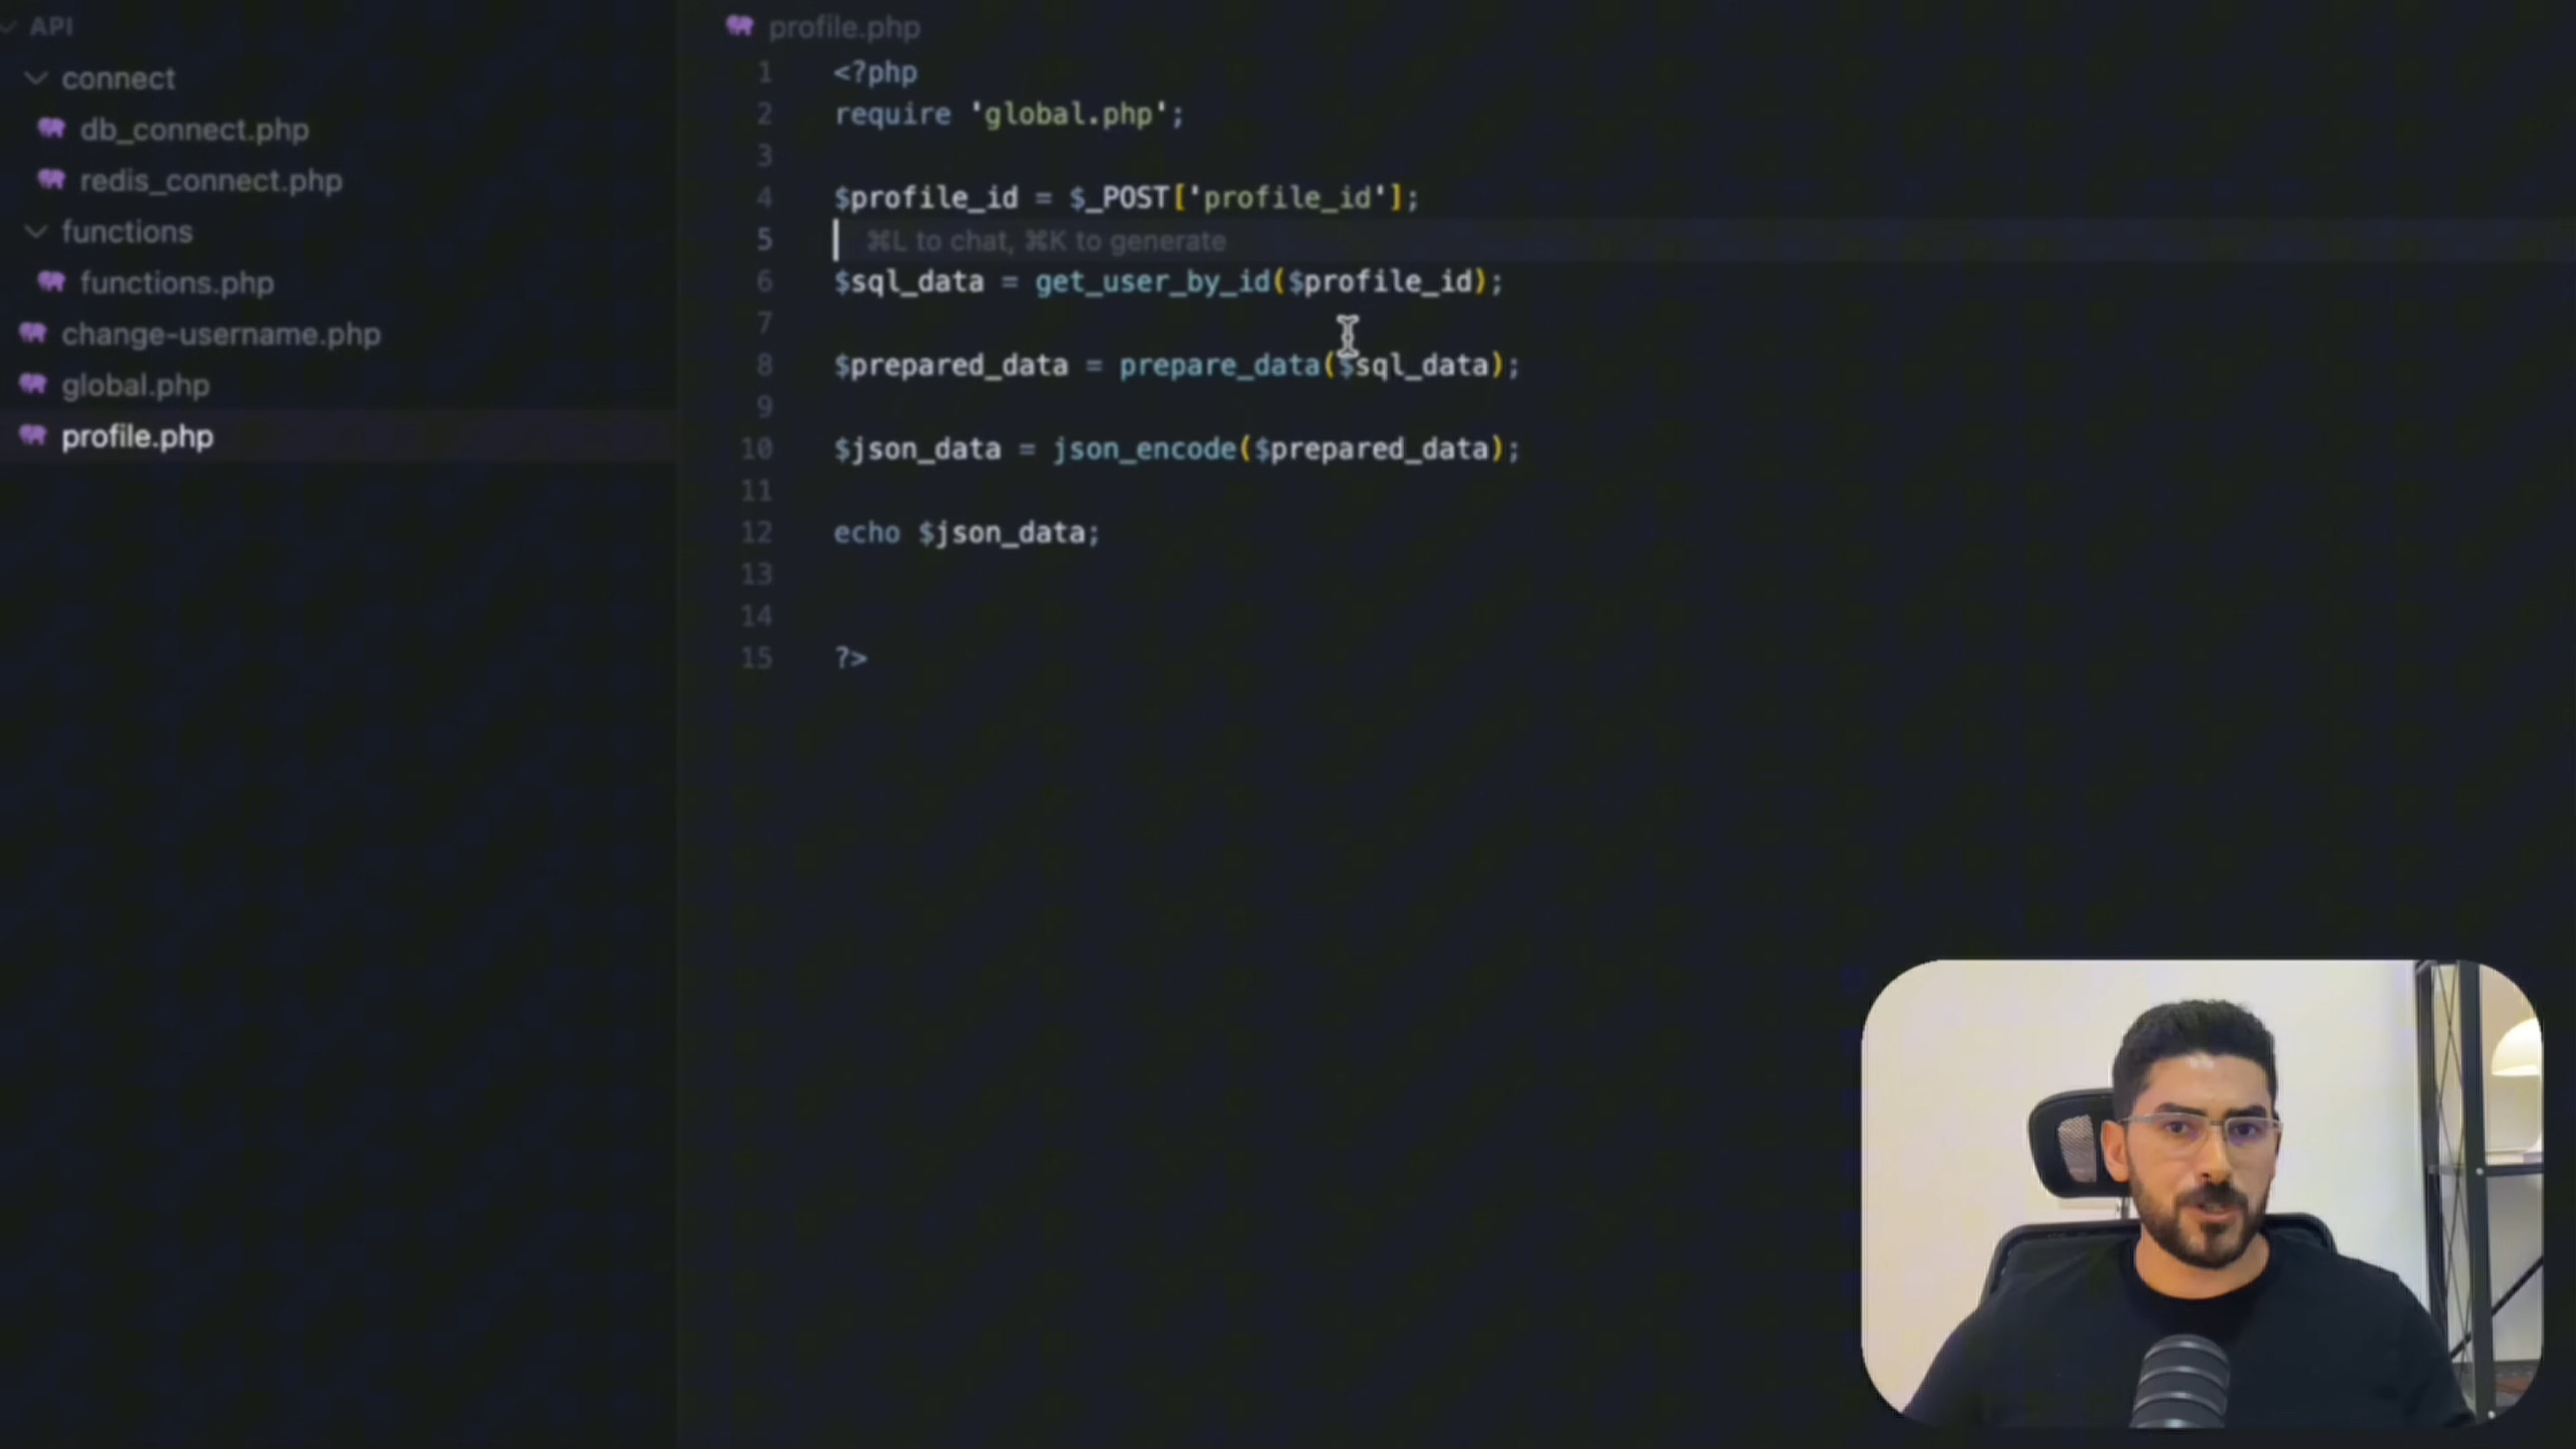 API
connect
db_connect.php
redis_connect.php
functions
functions.php
change-username.php
global.php
profile.php
profile.php
1 <?php
2 require 'global.php';
3
4 $profile_id = $_POST['profile_id'];
5 ⌘L to chat, ⌘K to generate
6 $sql_data = get_user_by_id($profile_id);
7
8 $prepared_data = prepare_data($sql_data);
9
10 $json_data = json_encode($prepared_data);
11
12 echo $json_data;
13
14
15 ?>